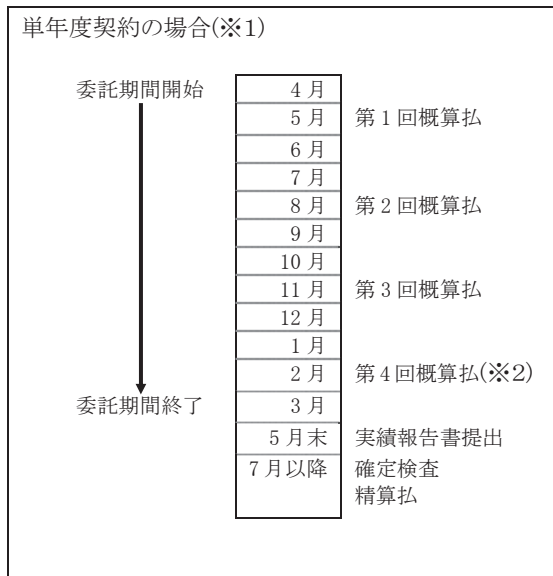 単年度契約の場合(※1)
委託期間開始 4月
5月 第1回概算払
6月
7月
8月 第2回概算払
9月
10月
11月 第3回概算払
12月
1月
2月 第4回概算払(※2)
委託期間終了 3月
5月末 実績報告書提出
7月以降 確定検査
精算払